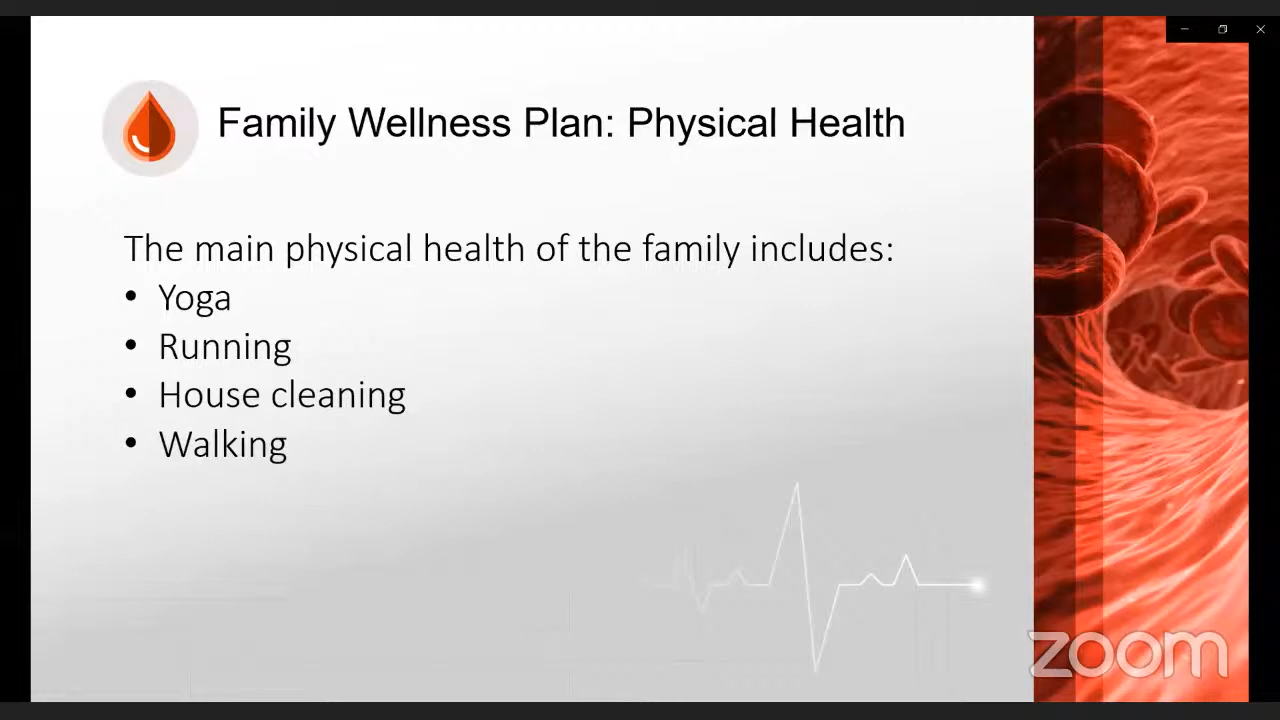 Family Wellness Plan: Physical Health
The main physical health of the family includes:
• Yoga
• Running
• House cleaning
• Walking
zoom